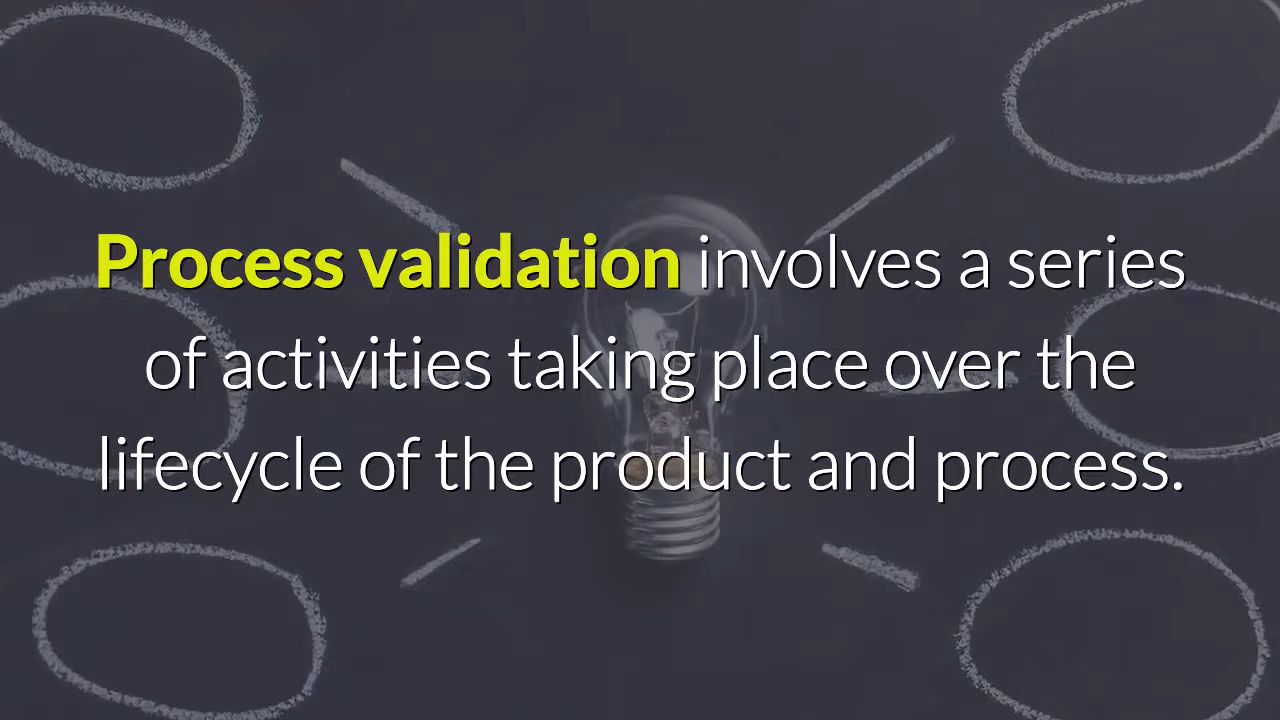 Process validation involves a series
of activities taking place over the
lifecycle of the product and process.